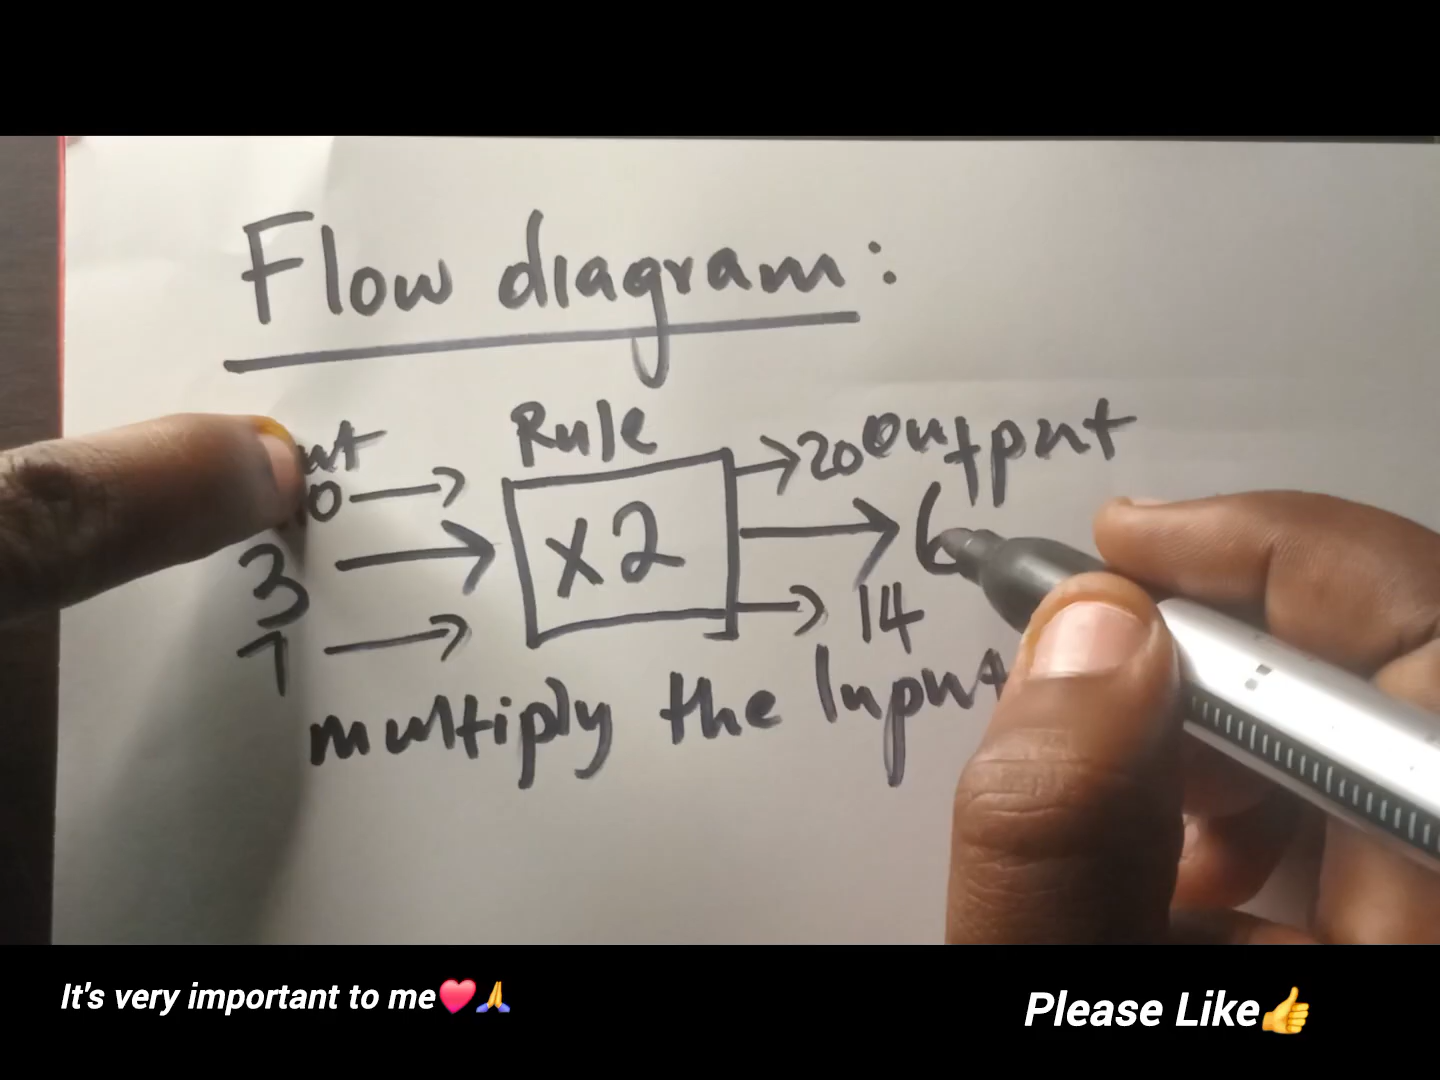 Flow diagram:
Rule
Output
10 → → 20
3 → x2 → 6
7 → → 14
multiply the Input
It's very important to me❤️🙏
Please Like👍